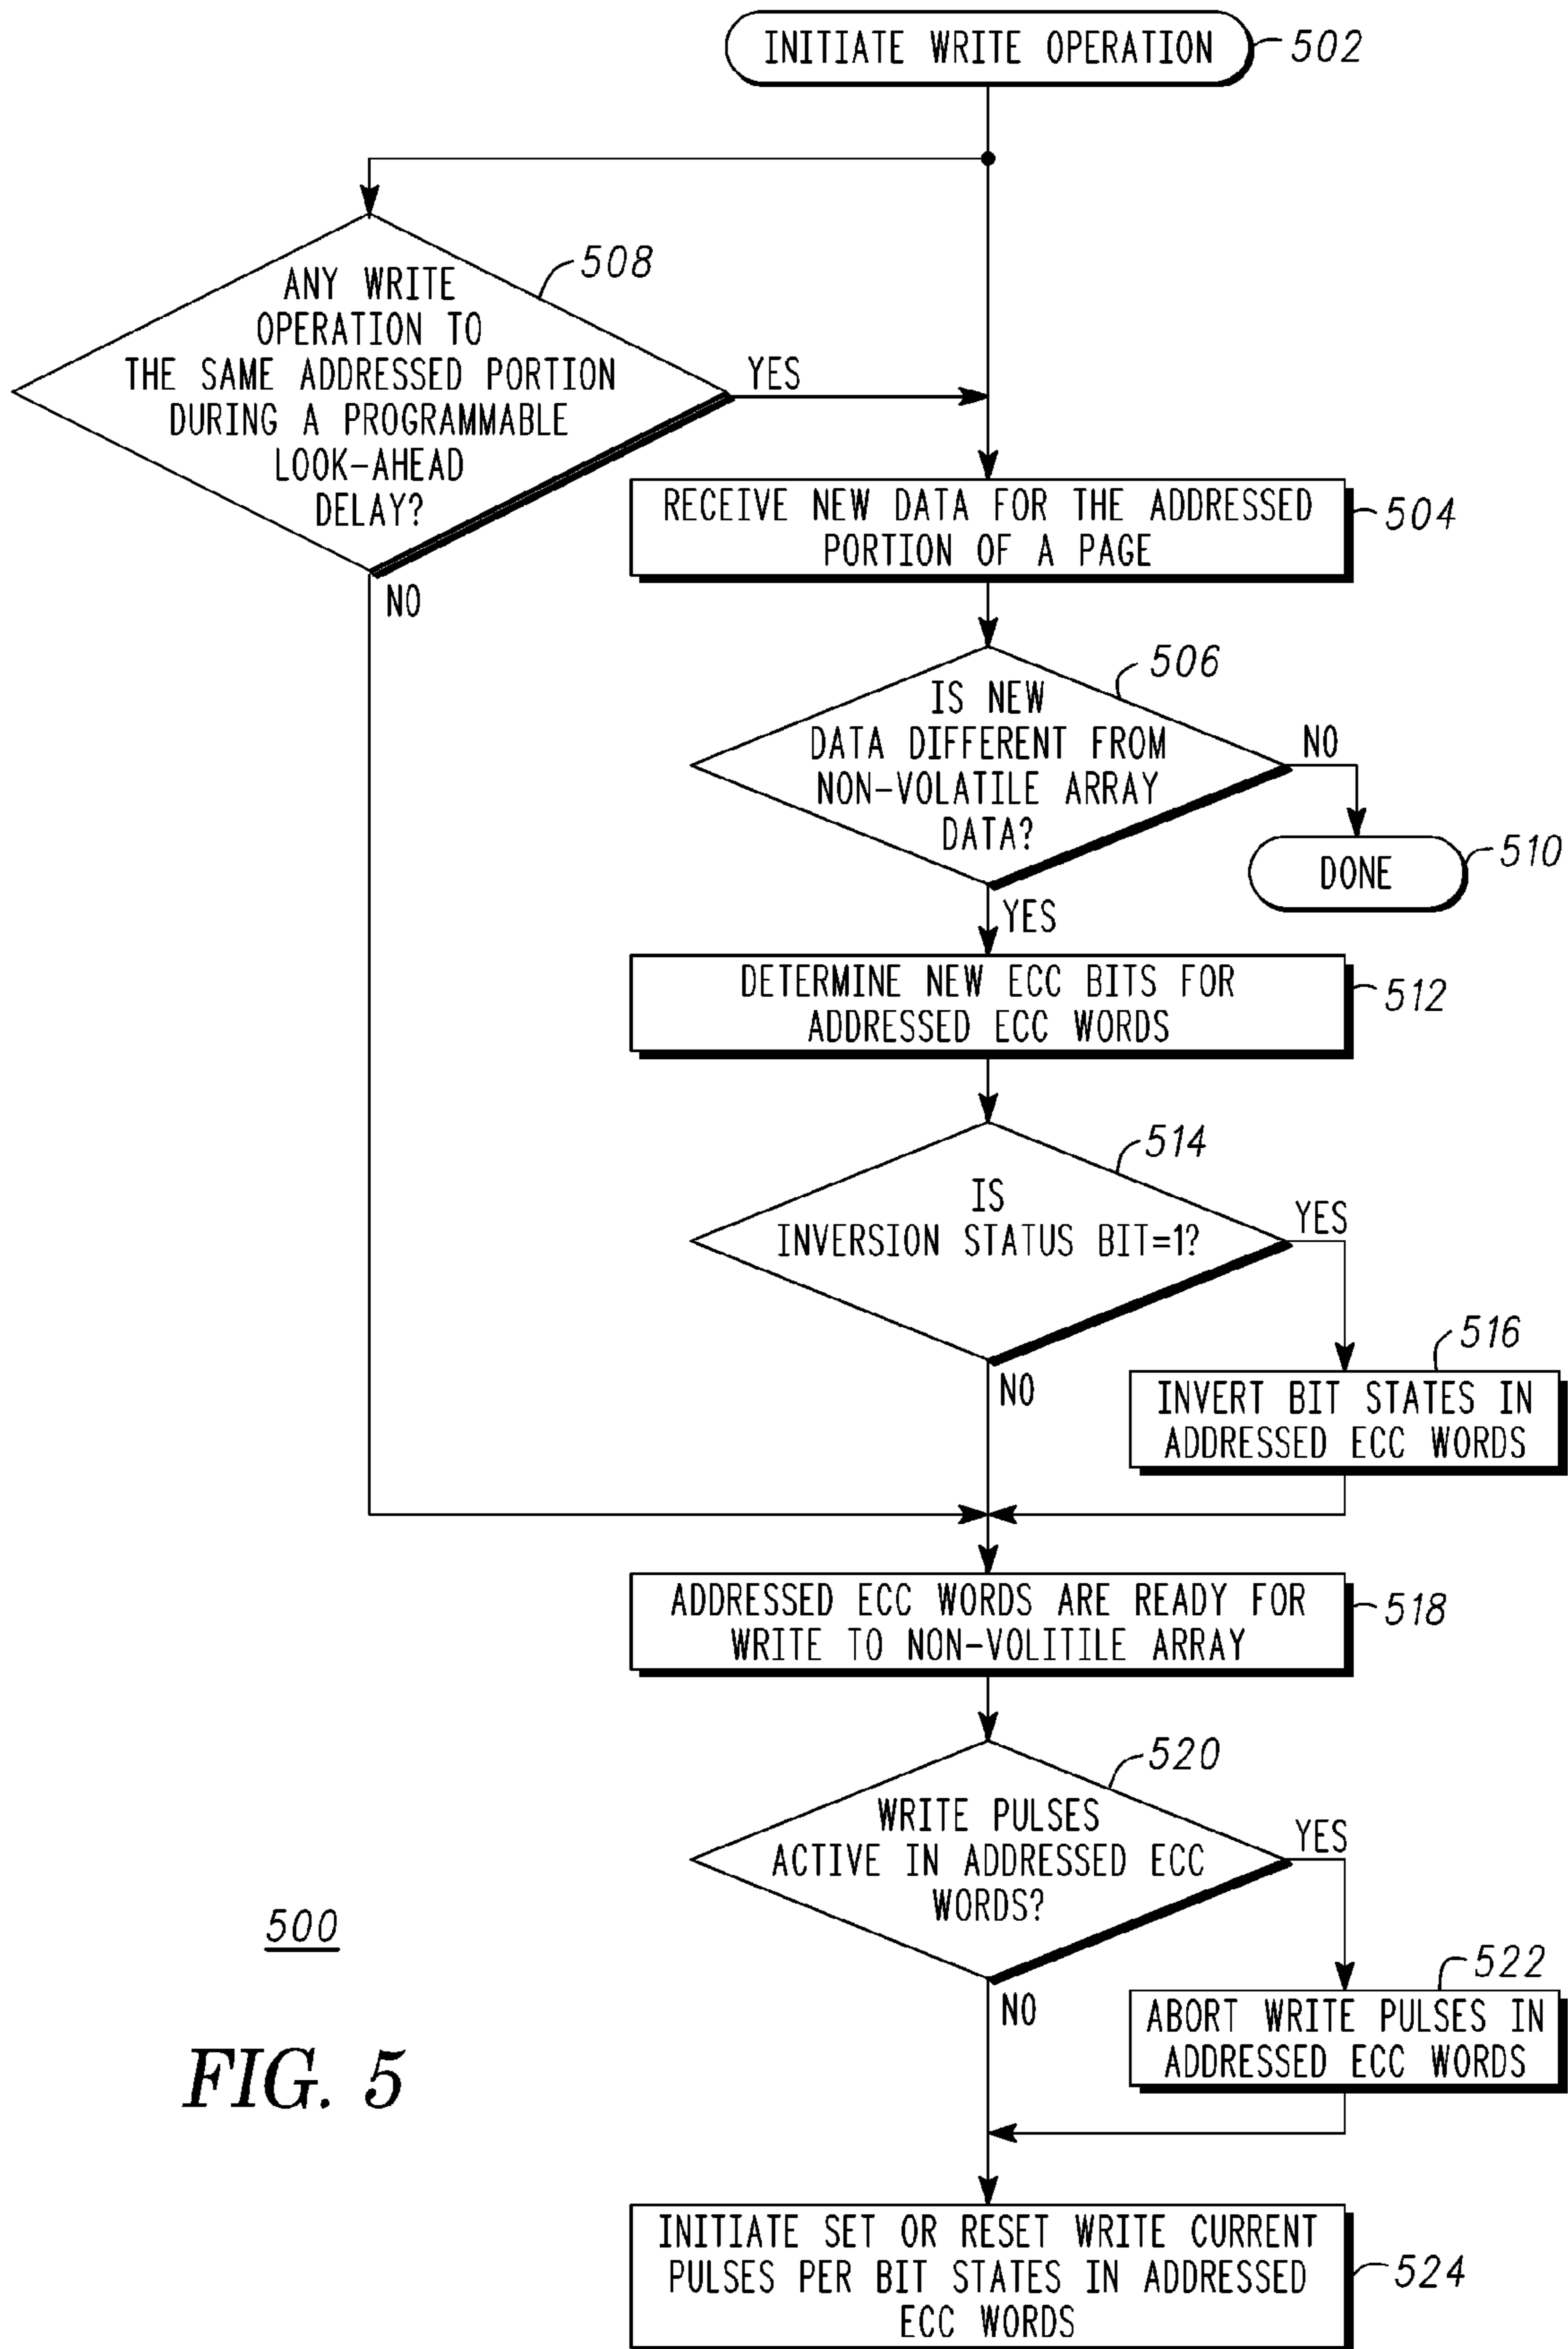 INITIATE WRITE OPERATION
502
ANY WRITE
OPERATION TO
THE SAME ADDRESSED PORTION
DURING A PROGRAMMABLE
LOOK-AHEAD
DELAY?
508
YES
NO
RECEIVE NEW DATA FOR THE ADDRESSED
PORTION OF A PAGE
504
IS NEW
DATA DIFFERENT FROM
NON-VOLATILE ARRAY
DATA?
506
NO
DONE
510
YES
DETERMINE NEW ECC BITS FOR
ADDRESSED ECC WORDS
512
IS
INVERSION STATUS BIT=1?
514
YES
516
INVERT BIT STATES IN
ADDRESSED ECC WORDS
NO
ADDRESSED ECC WORDS ARE READY FOR
WRITE TO NON-VOLITILE ARRAY
518
WRITE PULSES
ACTIVE IN ADDRESSED ECC
WORDS?
520
YES
522
ABORT WRITE PULSES IN
ADDRESSED ECC WORDS
NO
INITIATE SET OR RESET WRITE CURRENT
PULSES PER BIT STATES IN ADDRESSED
ECC WORDS
524
500
FIG. 5